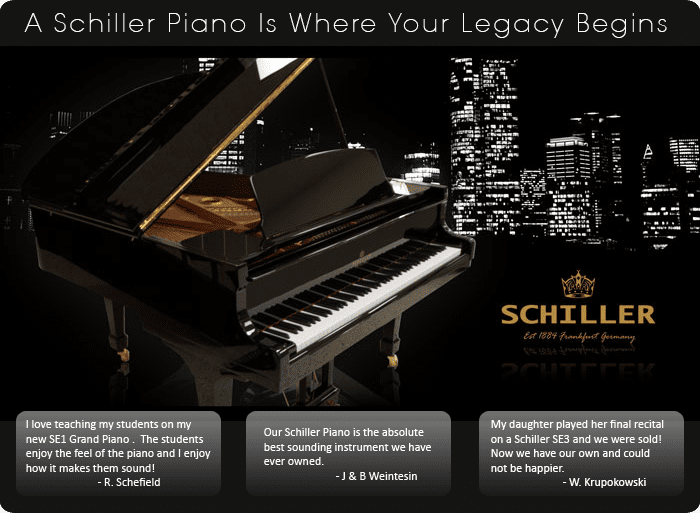 A Schiller Piano Is Where Your Legacy Begins
SCHILLER
Est 1884 Frankfurt Germany
I love teaching my students on my
new SE1 Grand Piano .  The students
enjoy the feel of the piano and I enjoy
how it makes them sound!
- R. Schefield
Our Schiller Piano is the absolute
best sounding instrument we have
ever owned.
- J & B Weintesin
My daughter played her final recital
on a Schiller SE3 and we were sold!
Now we have our own and could
not be happier.
- W. Krupokowski